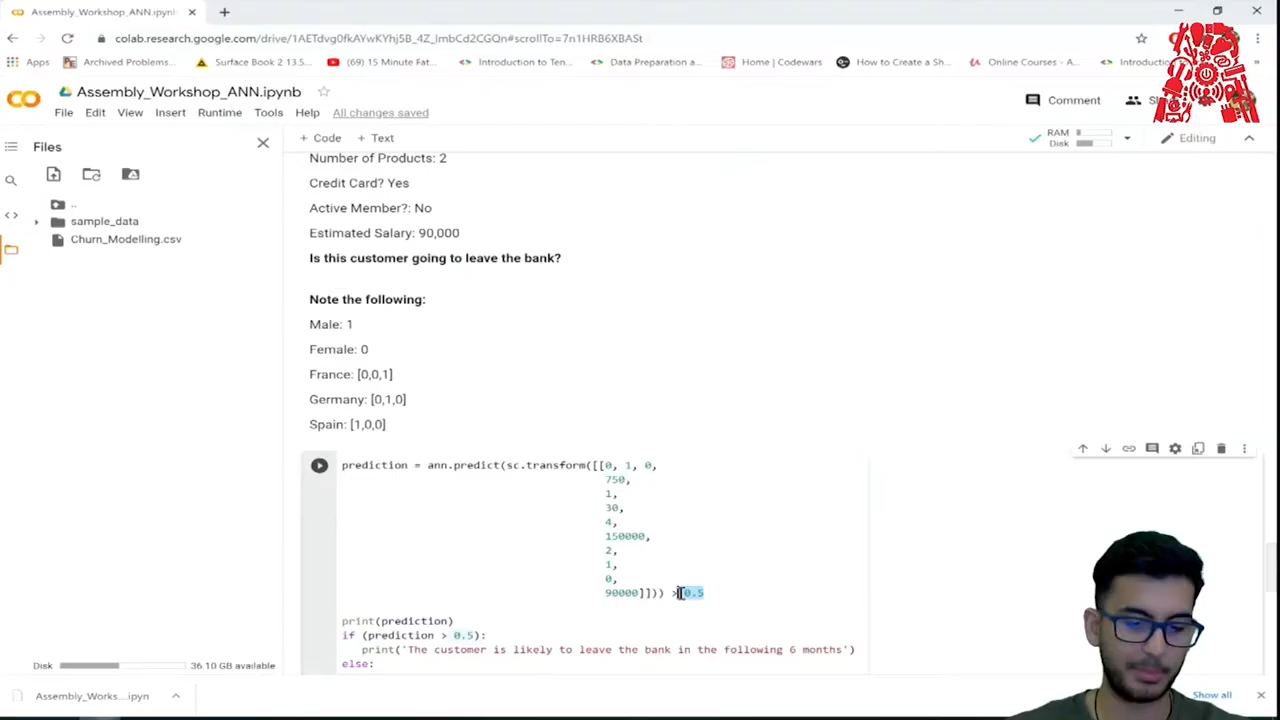 Assembly_Workshop_ANN.ipynb
colab.research.google.com/drive/1AETdvg0fkAYwKYhj5B_4Z_ImbCd2CGQn#scrollTo=7n1HRB6XBASt
Apps
Archived Problems...
Surface Book 2 13.5...
(69) 15 Minute Fat...
Introduction to Ten...
Data Preparation a...
Home | Codewars
How to Create a Sh...
Online Courses - A...
Assembly_Workshop_ANN.ipynb
File Edit View Insert Runtime Tools Help All changes saved
Comment
Files
+ Code + Text
RAM
Disk
Editing
..
sample_data
Churn_Modelling.csv
Number of Products: 2
Credit Card? Yes
Active Member?: No
Estimated Salary: 90,000
Is this customer going to leave the bank?
Note the following:
Male: 1
Female: 0
France: [0,0,1]
Germany: [0,1,0]
Spain: [1,0,0]
prediction = ann.predict(sc.transform([[0, 1, 0,
750,
1,
30,
4,
150000,
2,
1,
0,
90000]])) > 0.5
print(prediction)
if (prediction > 0.5):
print('The customer is likely to leave the bank in the following 6 months')
else:
Disk
36.10 GB available
Assembly_Works....ipyn
Show all